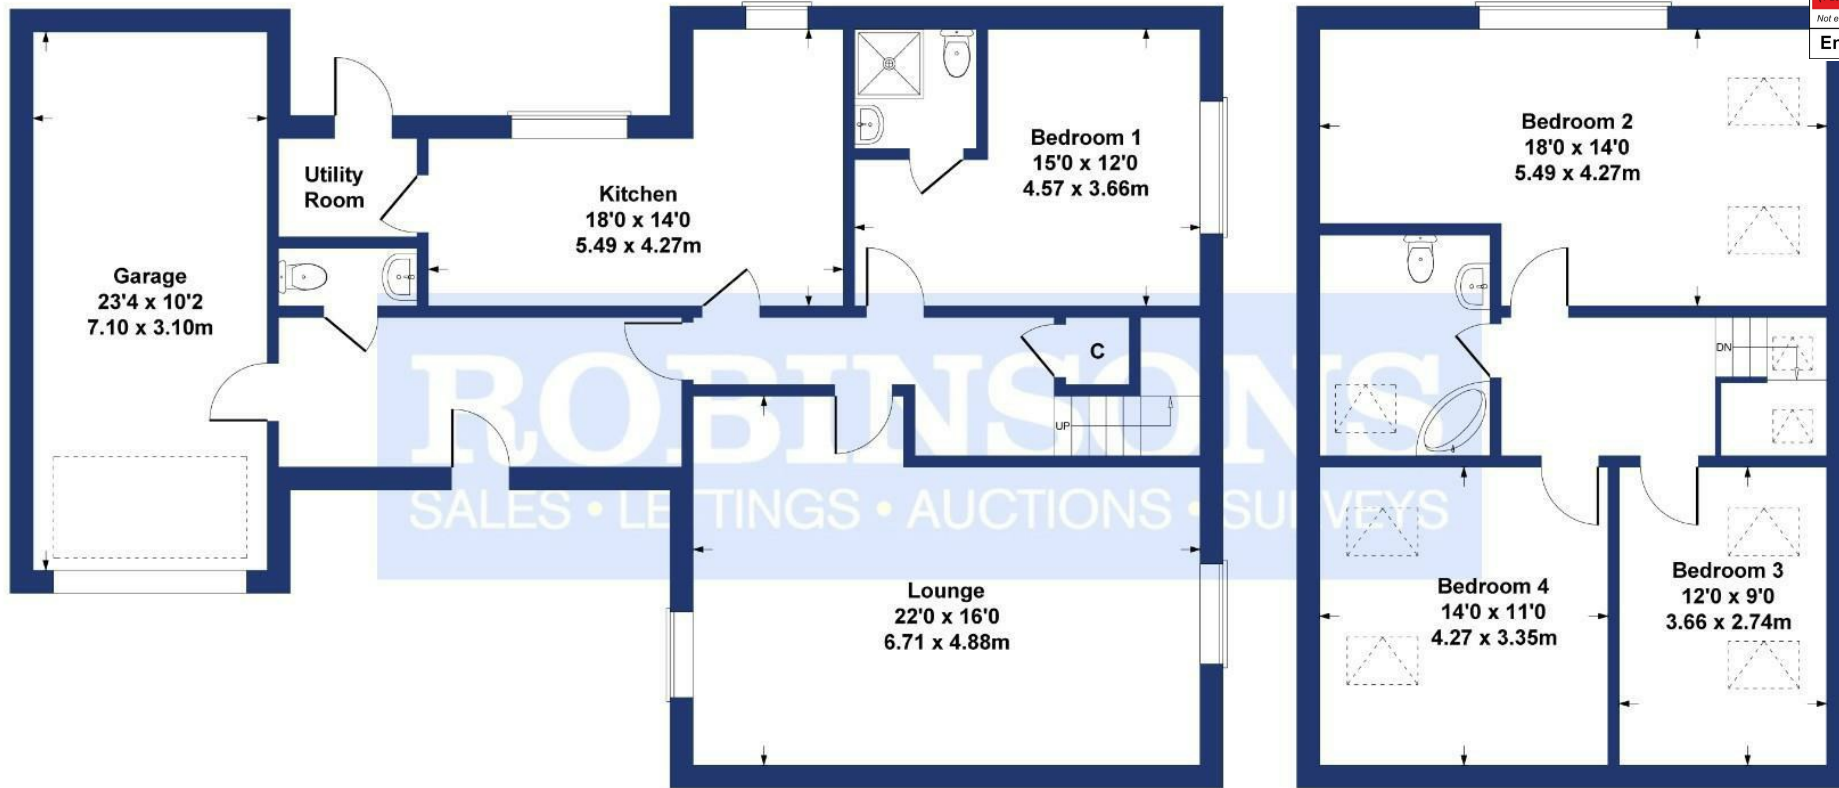 Garage
23'4 x 10'2
7.10 x 3.10m
Utility
Room
Kitchen
18'0 x 14'0
5.49 x 4.27m
Bedroom 1
15'0 x 12'0
4.57 x 3.66m
C
UP
Lounge
22'0 x 16'0
6.71 x 4.88m
ROBINSONS
SALES • LETTINGS • AUCTIONS • SURVEYS
Bedroom 2
18'0 x 14'0
5.49 x 4.27m
DN
Bedroom 4
14'0 x 11'0
4.27 x 3.35m
Bedroom 3
12'0 x 9'0
3.66 x 2.74m
Not e
En